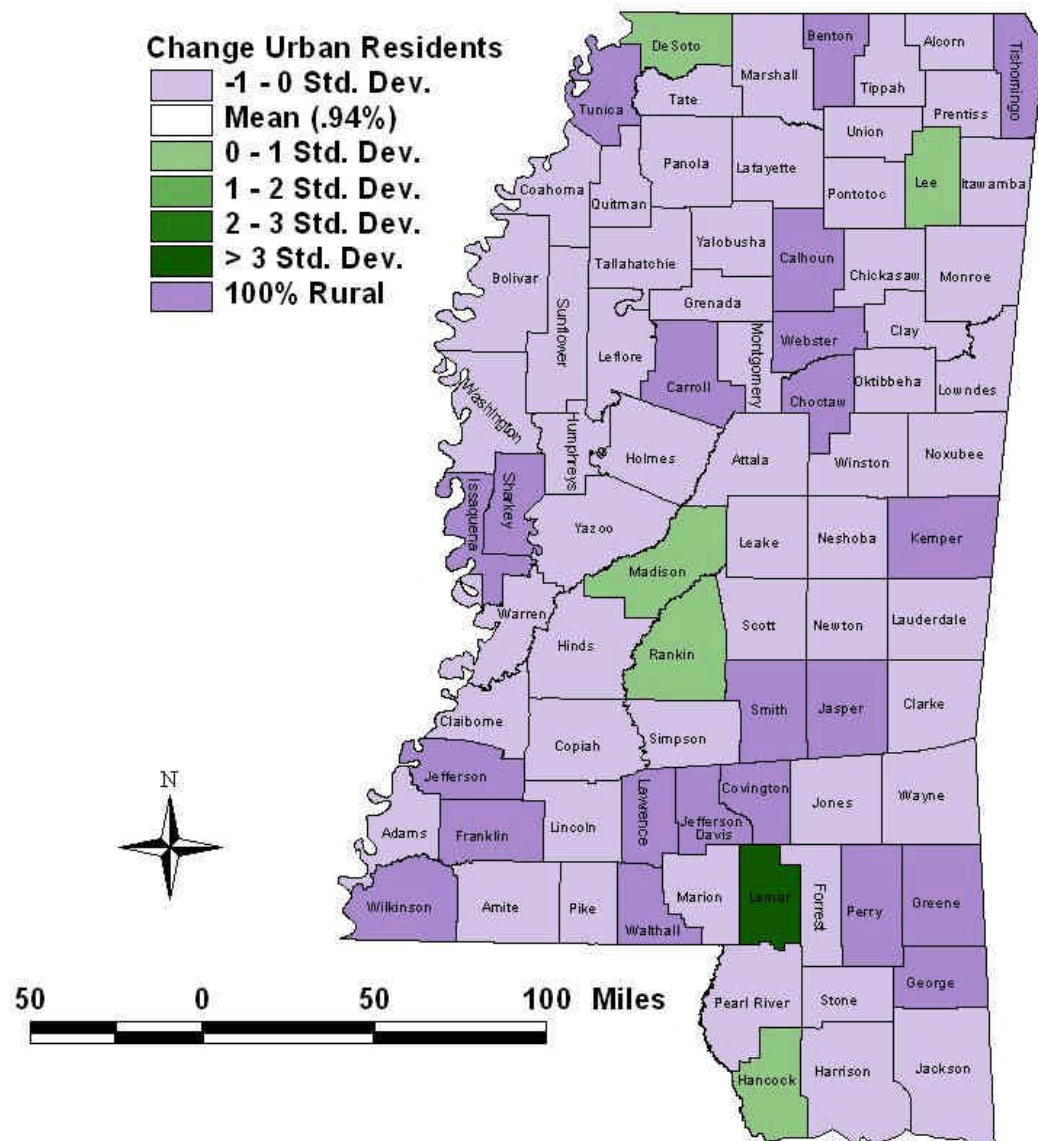 Change Urban Residents
-1 - 0 Std. Dev.
Mean (.94%)
0 - 1 Std. Dev.
1 - 2 Std. Dev.
2 - 3 Std. Dev.
> 3 Std. Dev.
100% Rural
DeSoto
Benton
Alcorn
Tishomingo
Marshall
Tippah
Tunica
Tate
Prentiss
Union
Panola
Lafayette
Coahoma
Quitman
Pontotoc
Lee
Itawamba
Yalobusha
Tallahatchie
Calhoun
Chickasaw
Monroe
Bolivar
Sunflower
Grenada
Montgomery
Clay
Webster
Leflore
Carroll
Choctaw
Oktibbeha
Lowndes
Washington
Humphreys
Holmes
Attala
Winston
Noxubee
Issaquena
Sharkey
Yazoo
Leake
Neshoba
Kemper
Madison
Warren
Hinds
Rankin
Scott
Newton
Lauderdale
Claiborne
Copiah
Simpson
Smith
Jasper
Clarke
Jefferson
Lawrence
Jefferson
Davis
Covington
Jones
Wayne
Adams
Franklin
Lincoln
Wilkinson
Amite
Pike
Walthall
Marion
Lamar
Forrest
Perry
Greene
George
Pearl River
Stone
Hancock
Harrison
Jackson
N
50 0 50 100 Miles